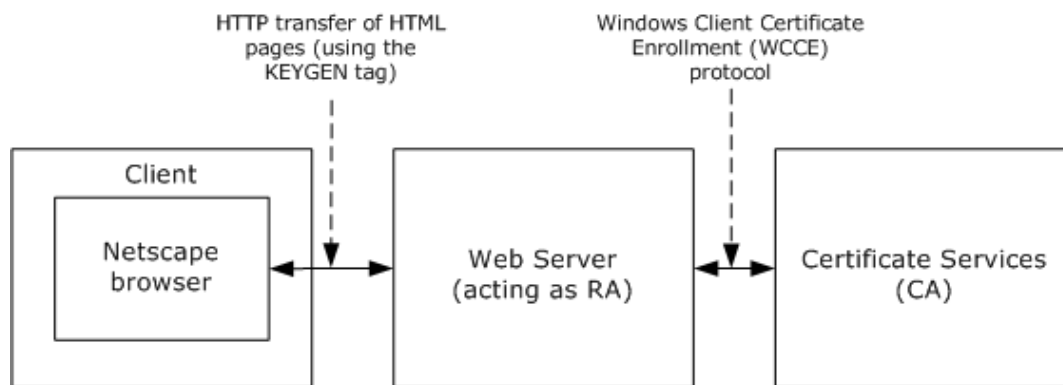 HTTP transfer of HTML
pages (using the
KEYGEN tag)
Windows Client Certificate
Enrollment (WCCE)
protocol
Client
Netscape
browser
Web Server
(acting as RA)
Certificate Services
(CA)